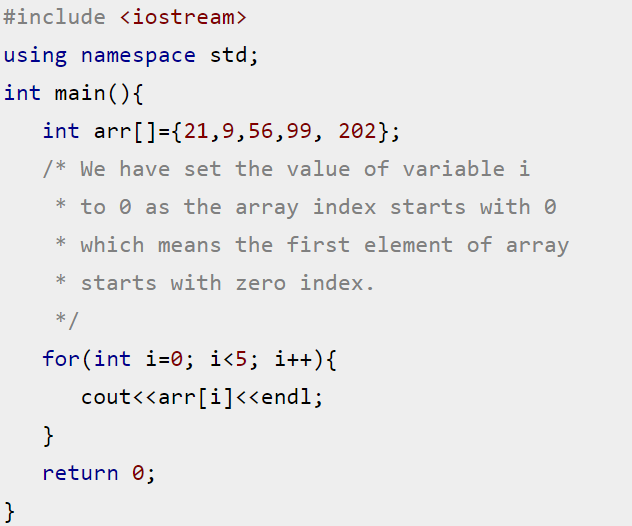 #include <iostream>
using namespace std;
int main(){
   int arr[]={21,9,56,99, 202};
   /* We have set the value of variable i
    * to 0 as the array index starts with 0
    * which means the first element of array
    * starts with zero index.
    */
   for(int i=0; i<5; i++){
      cout<<arr[i]<<endl;
   }
   return 0;
}